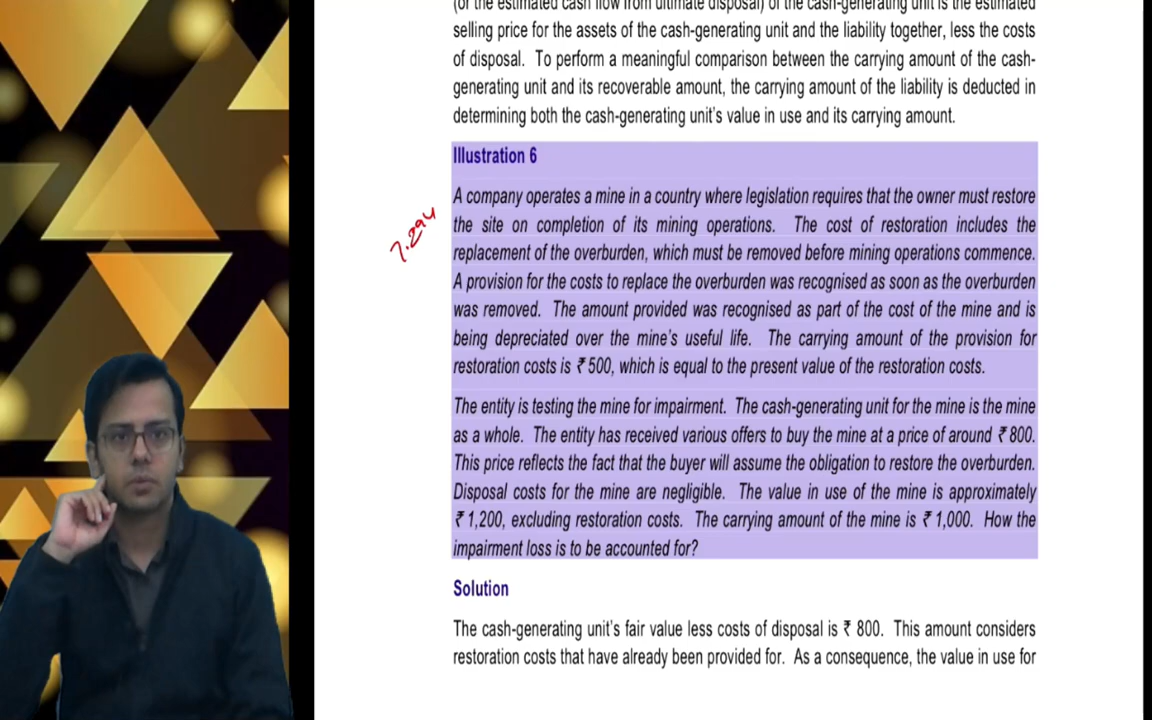 (or the estimated cash flow from ultimate disposal) of the cash-generating unit is the estimated
selling price for the assets of the cash-generating unit and the liability together, less the costs
of disposal. To perform a meaningful comparison between the carrying amount of the cash-
generating unit and its recoverable amount, the carrying amount of the liability is deducted in
determining both the cash-generating unit's value in use and its carrying amount.
Illustration 6
A company operates a mine in a country where legislation requires that the owner must restore
the site on completion of its mining operations. The cost of restoration includes the
replacement of the overburden, which must be removed before mining operations commence.
A provision for the costs to replace the overburden was recognised as soon as the overburden
was removed. The amount provided was recognised as part of the cost of the mine and is
being depreciated over the mine's useful life. The carrying amount of the provision for
restoration costs is ₹ 500, which is equal to the present value of the restoration costs.
7.294
The entity is testing the mine for impairment. The cash-generating unit for the mine is the mine
as a whole. The entity has received various offers to buy the mine at a price of around ₹ 800.
This price reflects the fact that the buyer will assume the obligation to restore the overburden.
Disposal costs for the mine are negligible. The value in use of the mine is approximately
₹ 1,200, excluding restoration costs. The carrying amount of the mine is ₹ 1,000. How the
impairment loss is to be accounted for?
Solution
The cash-generating unit's fair value less costs of disposal is ₹ 800. This amount considers
restoration costs that have already been provided for. As a consequence, the value in use for